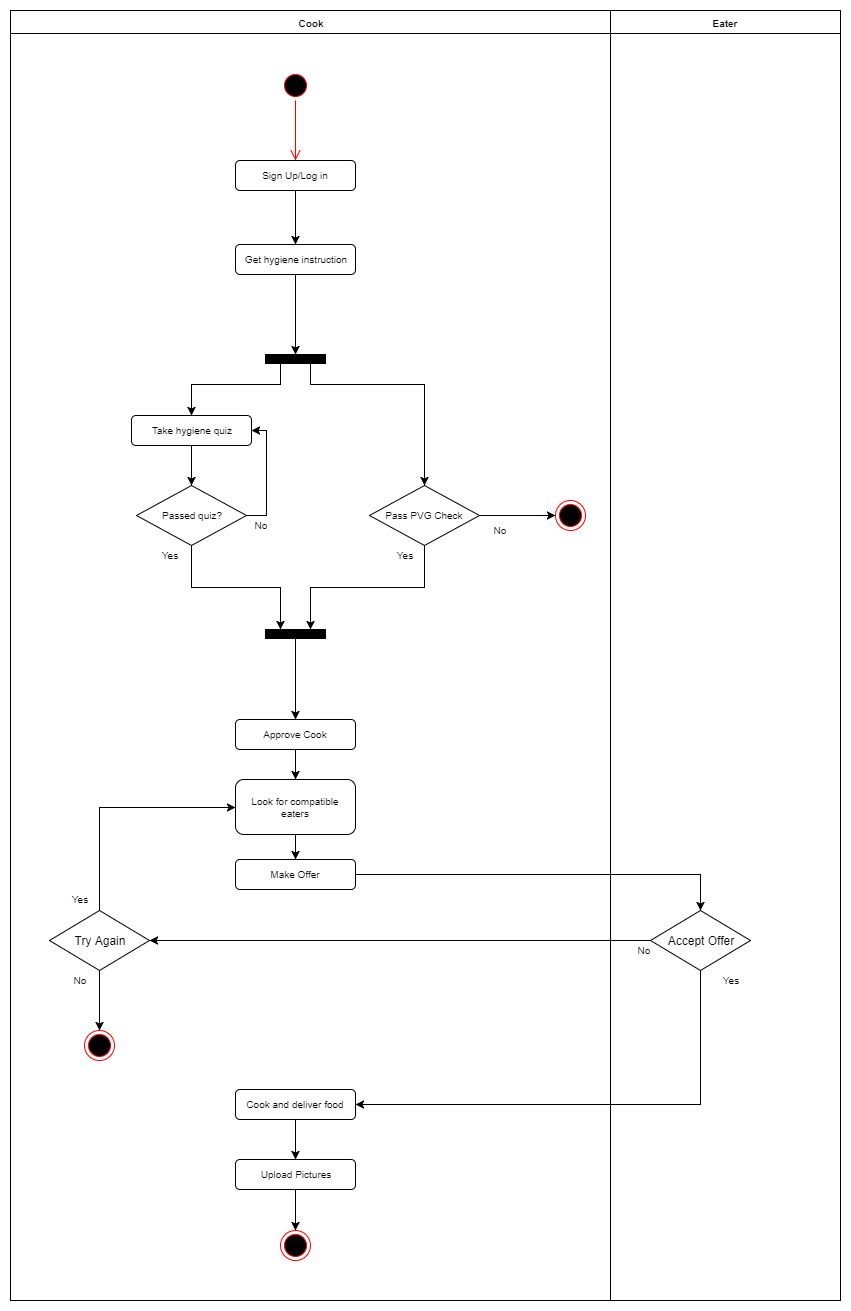 Cook
Eater
Sign Up/Log in
Get hygiene instruction
Take hygiene quiz
Passed quiz?
No
Yes
Pass PVG Check
No
Yes
Approve Cook
Look for compatible
eaters
Make Offer
Yes
Try Again
No
Accept Offer
No
Yes
Cook and deliver food
Upload Pictures